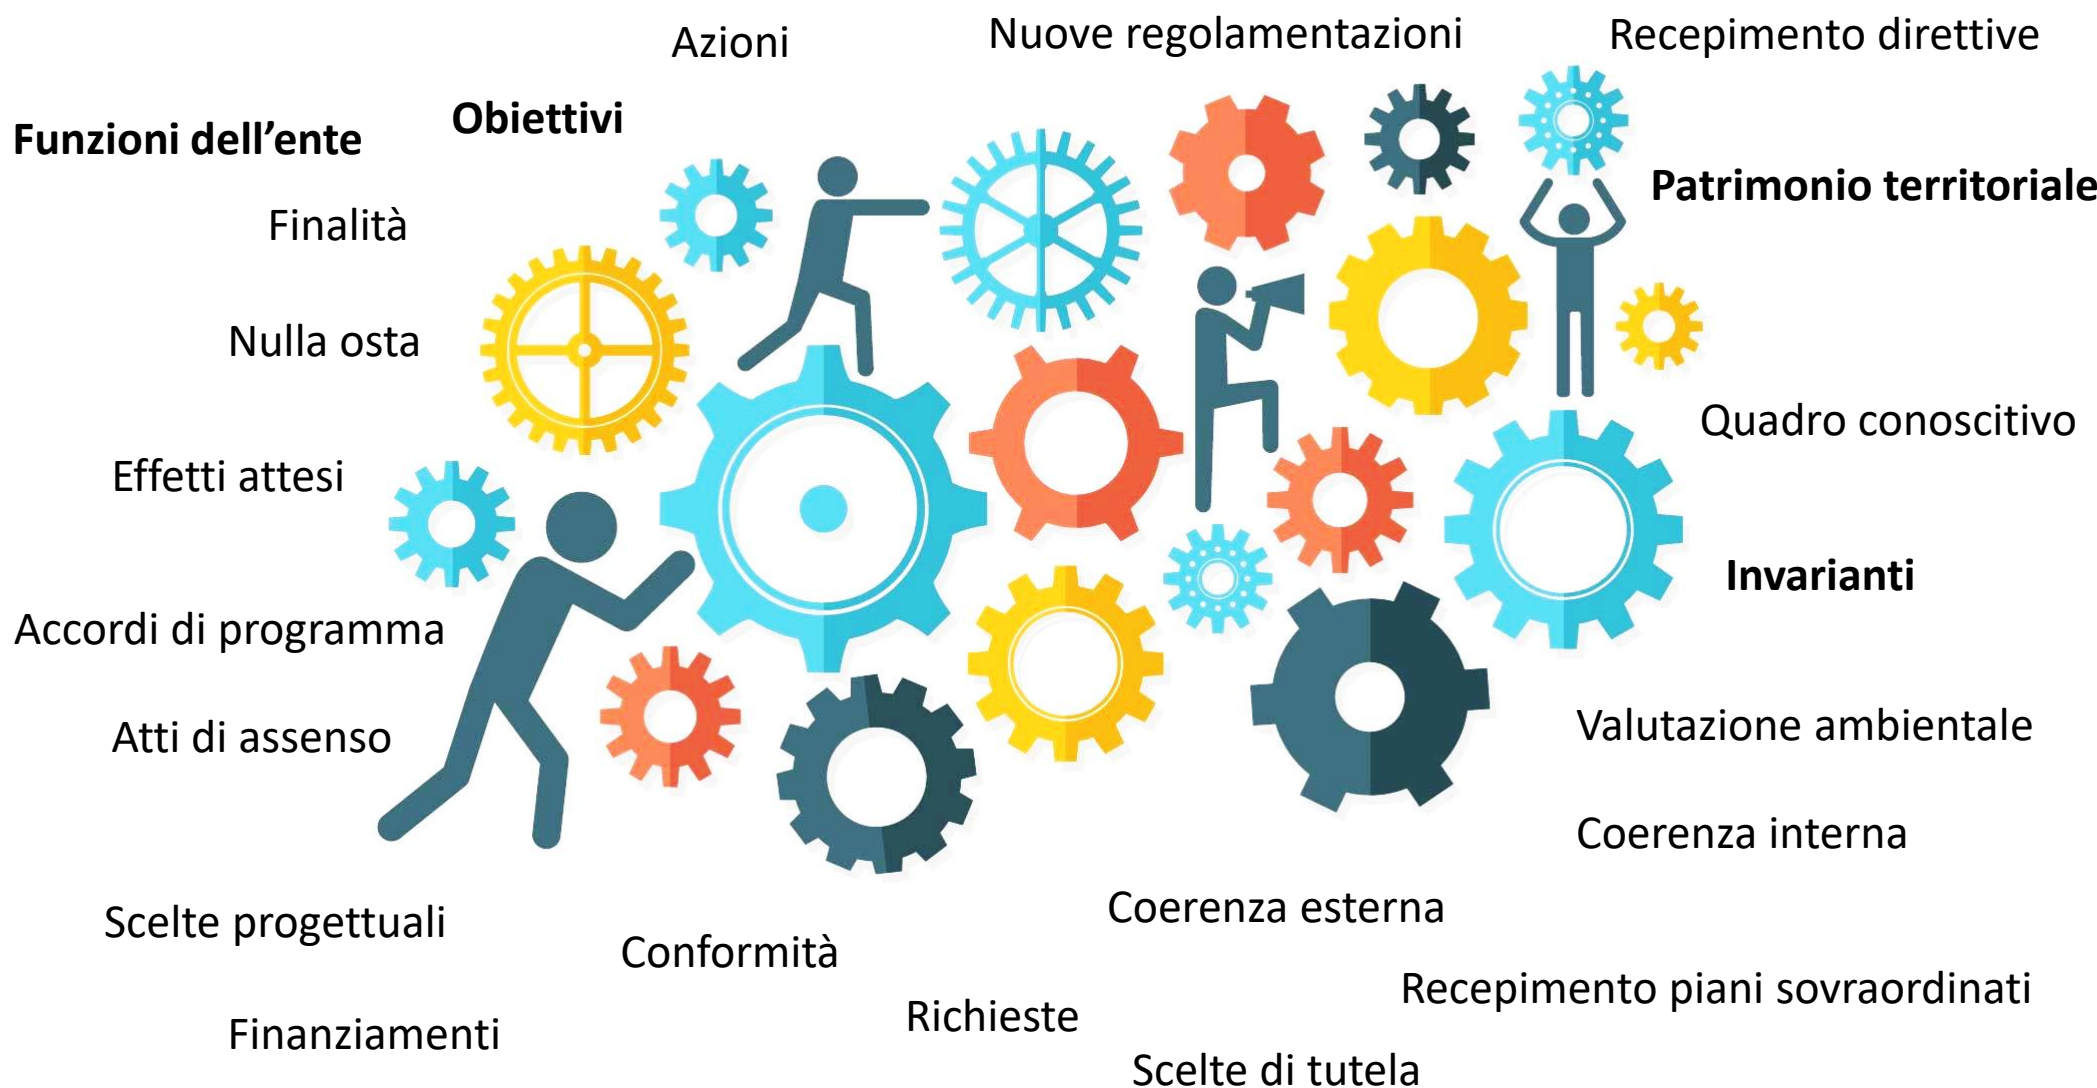 Azioni
Nuove regolamentazioni
Recepimento direttive
Funzioni dell’ente
Obiettivi
Patrimonio territoriale
Finalità
Nulla osta
Quadro conoscitivo
Effetti attesi
Invarianti
Accordi di programma
Atti di assenso
Valutazione ambientale
Coerenza interna
Scelte progettuali
Coerenza esterna
Conformità
Recepimento piani sovraordinati
Richieste
Finanziamenti
Scelte di tutela